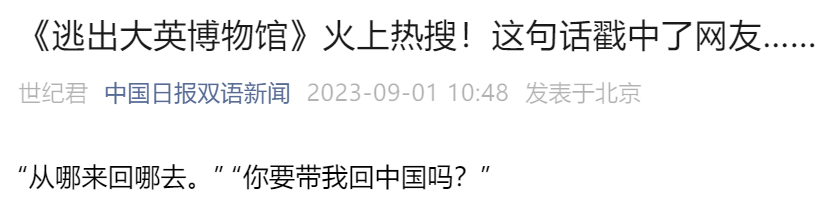 《逃出大英博物馆》火上热搜！这句话戳中了网友……
世纪君 中国日报双语新闻 2023-09-01 10:48 发表于北京
“从哪来回哪去。”“你要带我回中国吗？”